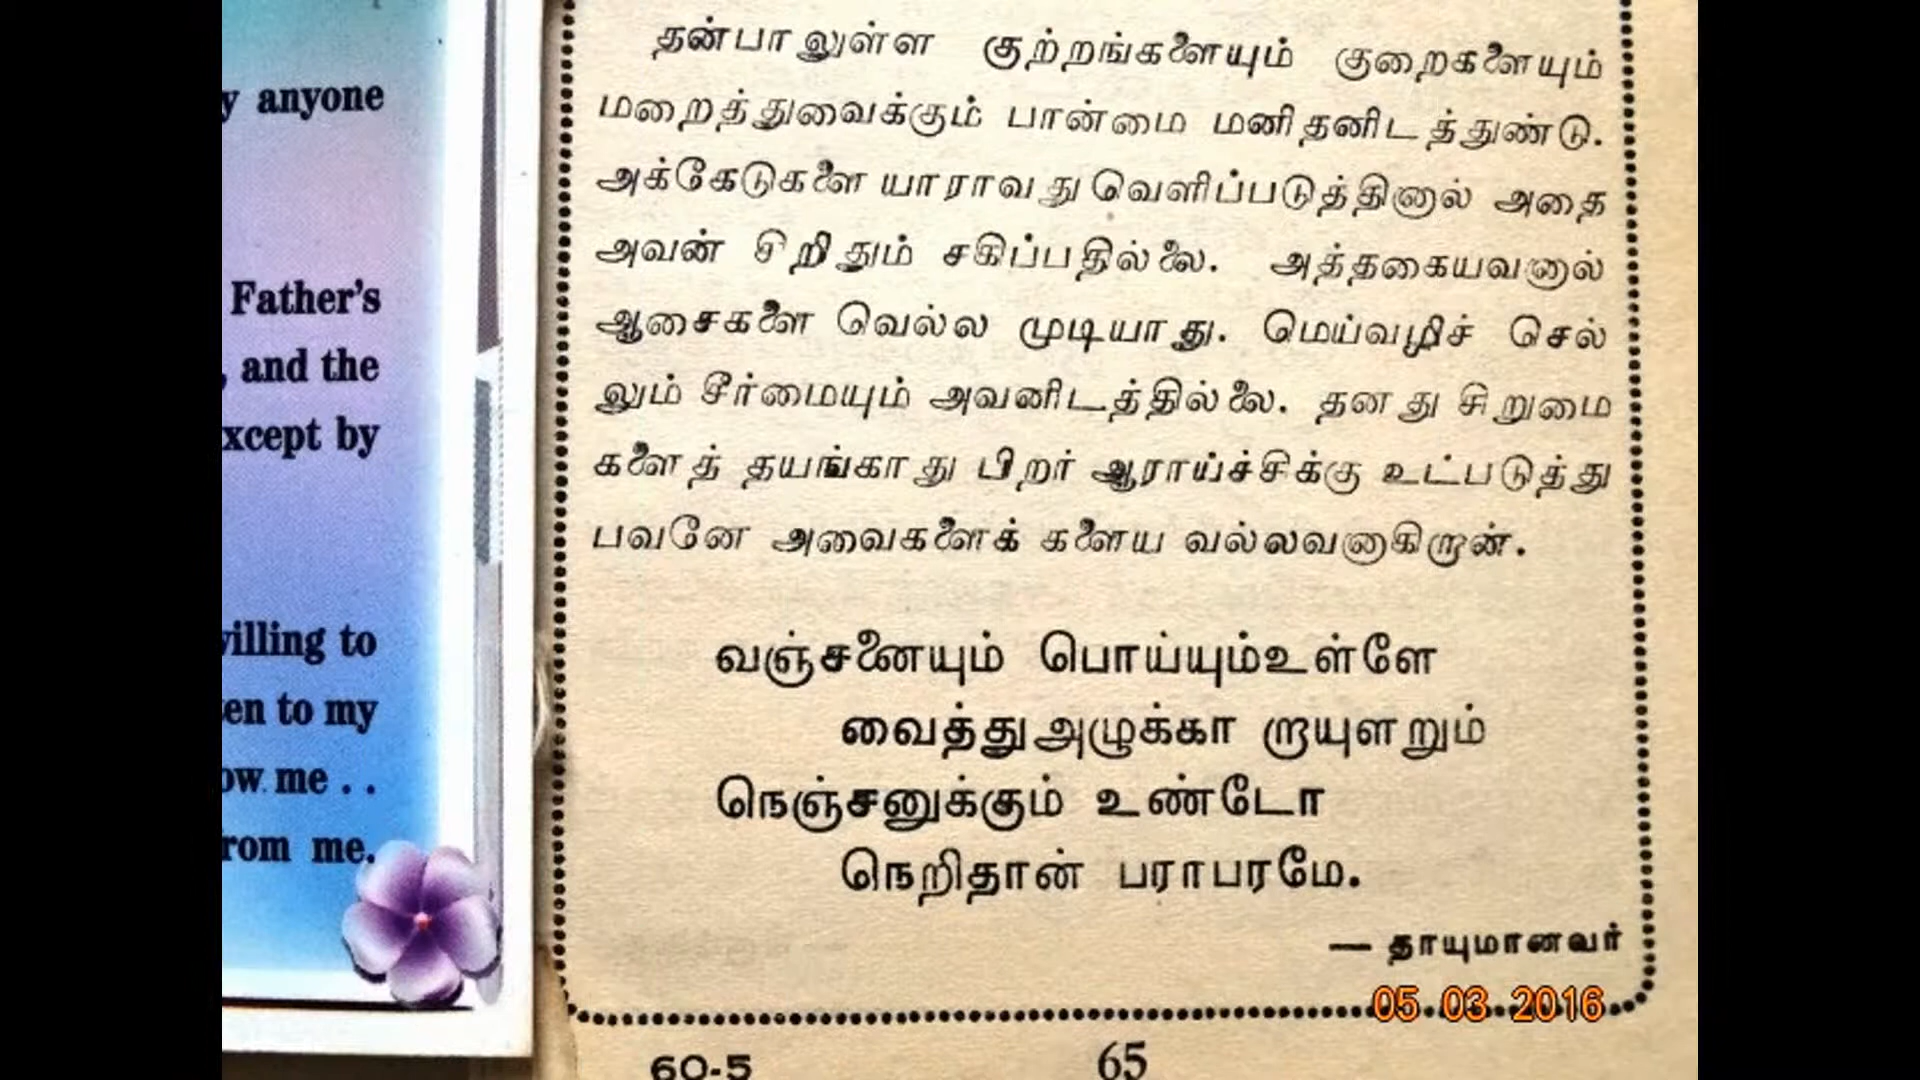 y anyone
Father's
, and the
xcept by
willing to
ten to my
ow me . .
rom me.
தன்பாலுள்ள குற்றங்களையும் குறைகளையும்
மறைத்துவைக்கும் பான்மை மனிதனிடத்துண்டு.
அக்கேடுகளை யாராவது வெளிப்படுத்தினால் அதை
அவன் சிறிதும் சகிப்பதில்லை. அத்தகையவனால்
ஆசைகளை வெல்ல முடியாது. மெய்வழிச் செல்
லும் சீர்மையும் அவனிடத்தில்லை. தனது சிறுமை
களைத் தயங்காது பிறர் ஆராய்ச்சிக்கு உட்படுத்து
பவனே அவைகளைக் களைய வல்லவனாகிறான்.
வஞ்சனையும் பொய்யும்உள்ளே
வைத்துஅழுக்கா றாயுளறும்
நெஞ்சனுக்கும் உண்டோ
நெறிதான் பராபரமே.
— தாயுமானவர்
05 03 2016
60-5 65